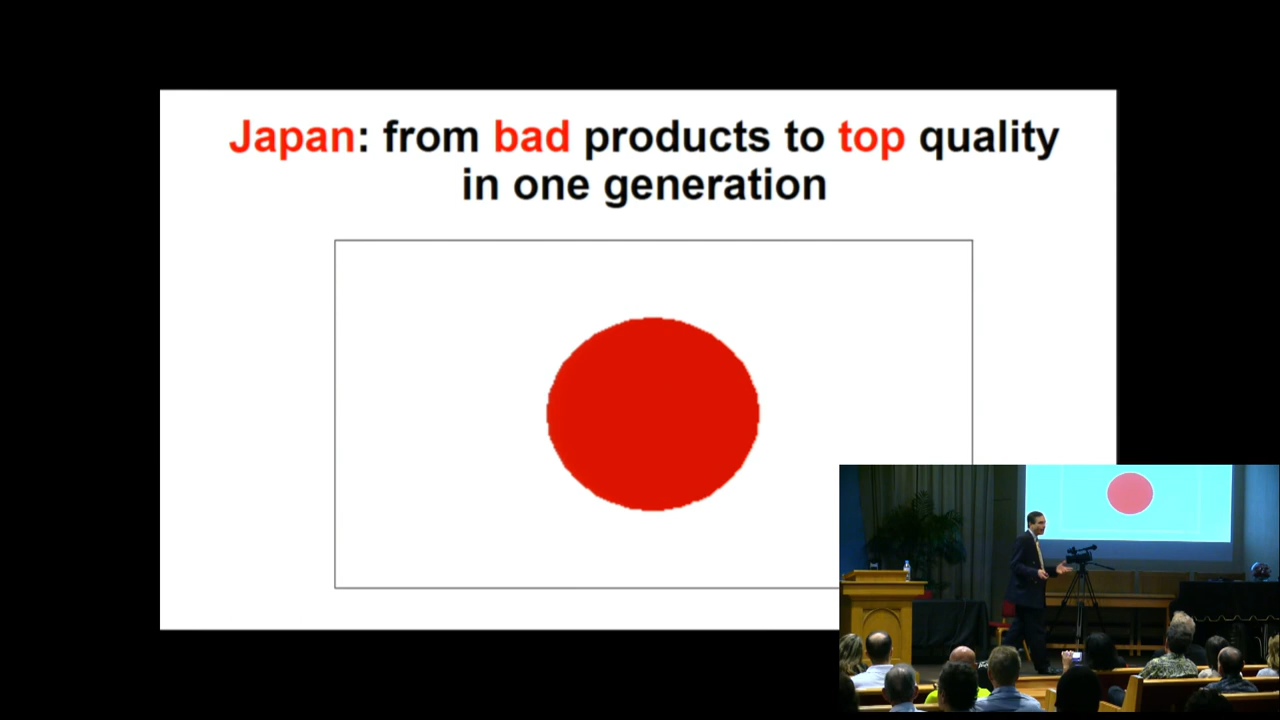 Japan: from bad products to top quality
in one generation